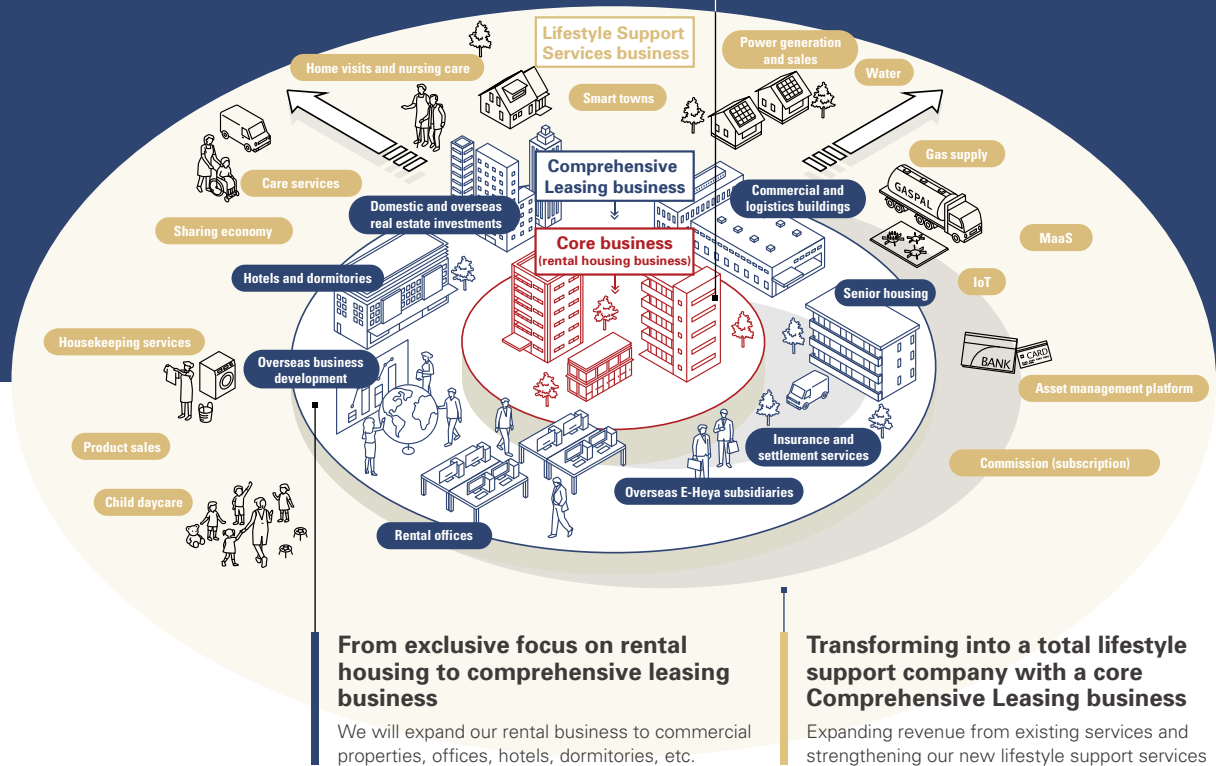 Lifestyle Support
Services business
Power generation
and sales
Home visits and nursing care
Water
Smart towns
Gas supply
Comprehensive
Leasing business
Care services
Commercial and
logistics buildings
GASPAL
Domestic and overseas
real estate investments
Sharing economy
MaaS
Core business
(rental housing business)
Hotels and dormitories
IoT
Senior housing
Housekeeping services
BANK
CARD
Overseas business
development
Asset management platform
Product sales
Insurance and
settlement services
Commission (subscription)
Overseas E-Heya subsidiaries
Child daycare
Rental offices
From exclusive focus on rental
housing to comprehensive leasing
business
We will expand our rental business to commercial
properties, offices, hotels, dormitories, etc.
Transforming into a total lifestyle
support company with a core
Comprehensive Leasing business
Expanding revenue from existing services and
strengthening our new lifestyle support services